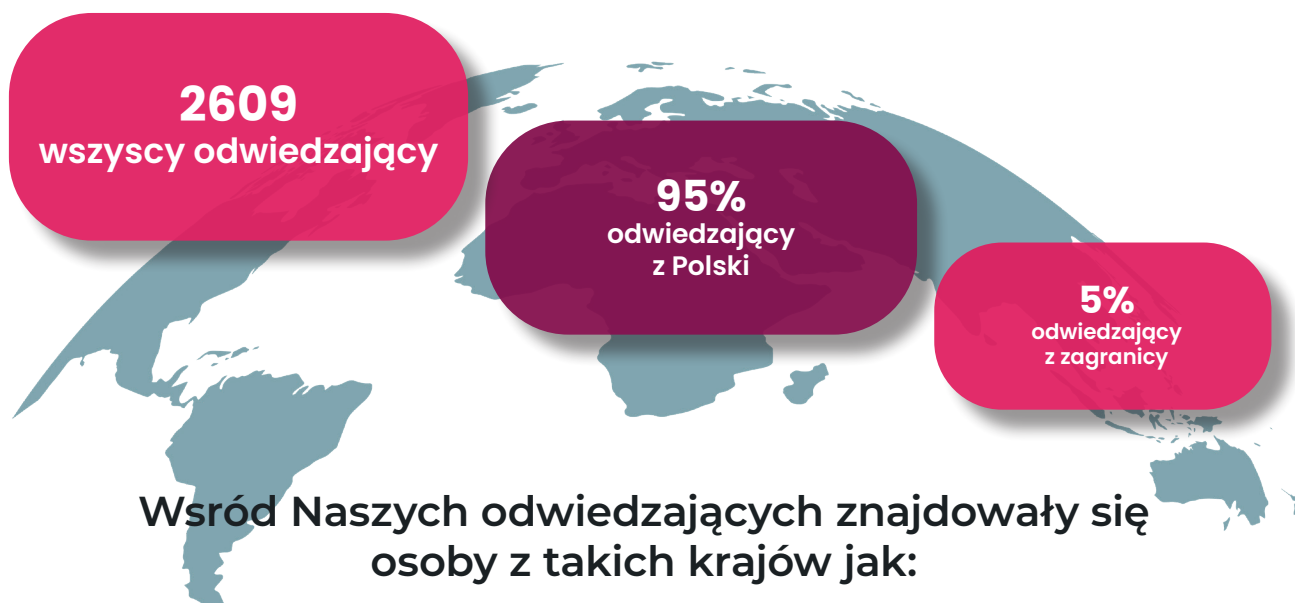 2609
wszyscy odwiedzający
95%
odwiedzający
z Polski
5%
odwiedzający
z zagranicy
Wsród Naszych odwiedzających znajdowały się
osoby z takich krajów jak: